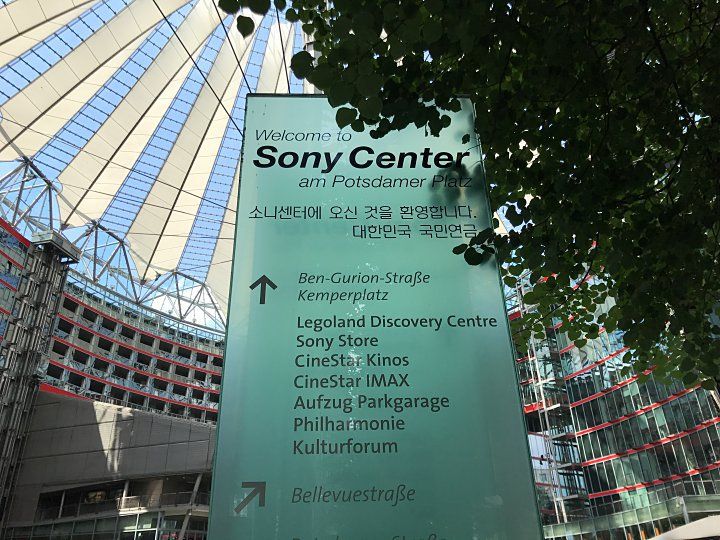 Welcome to
Sony Center
am Potsdamer Platz
소니센터에 오신 것을 환영합니다.
대한민국 국민연금
Ben-Gurion-Straße
Kemperplatz
Legoland Discovery Centre
Sony Store
CineStar Kinos
CineStar IMAX
Aufzug Parkgarage
Philharmonie
Kulturforum
Bellevuestraße